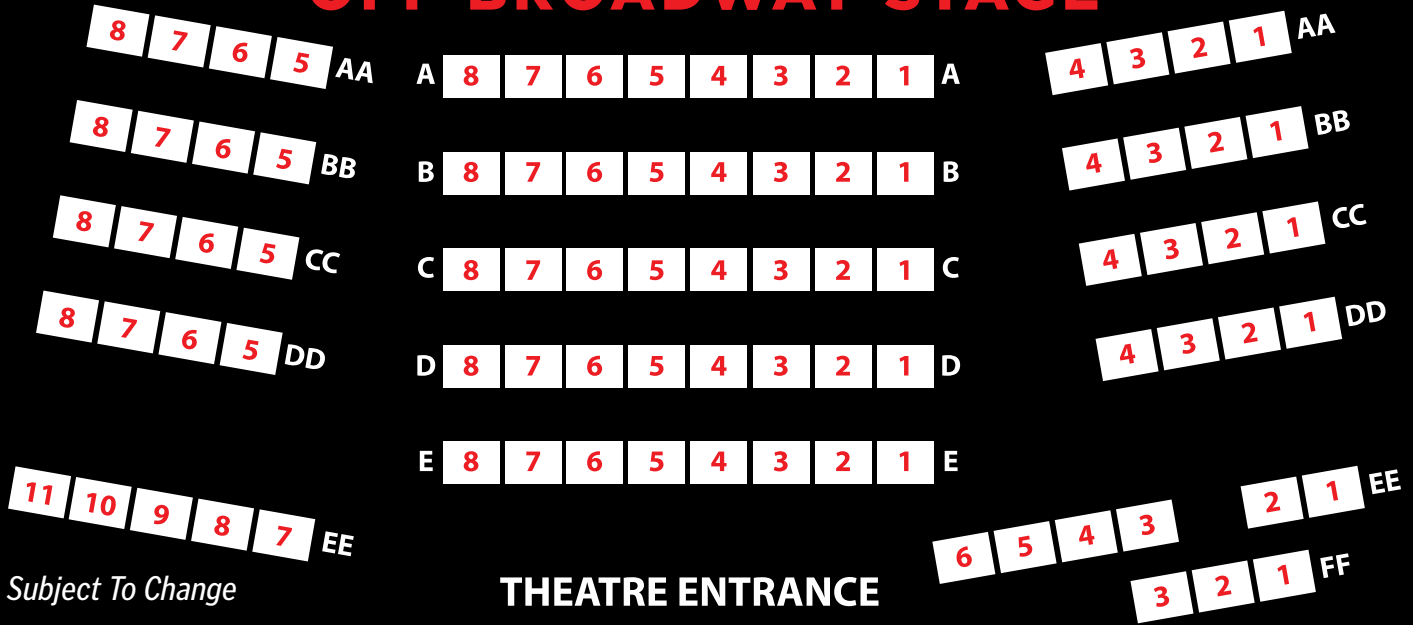 OFF BROADWAY STAGE
8 7 6 5 AA
A 8 7 6 5 4 3 2 1 A
4 3 2 1 AA
8 7 6 5 BB
B 8 7 6 5 4 3 2 1 B
4 3 2 1 BB
8 7 6 5 CC
C 8 7 6 5 4 3 2 1 C
4 3 2 1 CC
8 7 6 5 DD
D 8 7 6 5 4 3 2 1 D
4 3 2 1 DD
E 8 7 6 5 4 3 2 1 E
11 10 9 8 7 EE
6 5 4 3 2 1 EE
3 2 1 FF
Subject To Change
THEATRE ENTRANCE